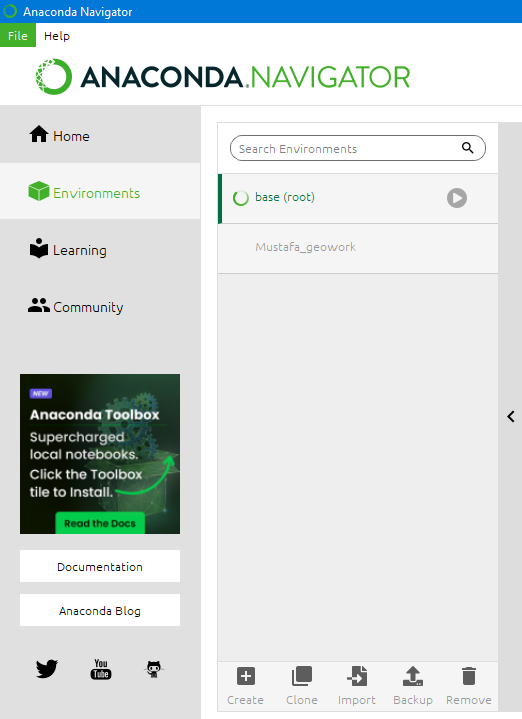 Anaconda Navigator
File Help
ANACONDA.NAVIGATOR
Home
Environments
Learning
Community
NEW
Anaconda Toolbox
Supercharged
local notebooks.
Click the Toolbox
tile to Install.
Read the Docs
Documentation
Anaconda Blog
You
Tube
Search Environments
base (root)
Mustafa_geowork
Create Clone Import Backup Remove